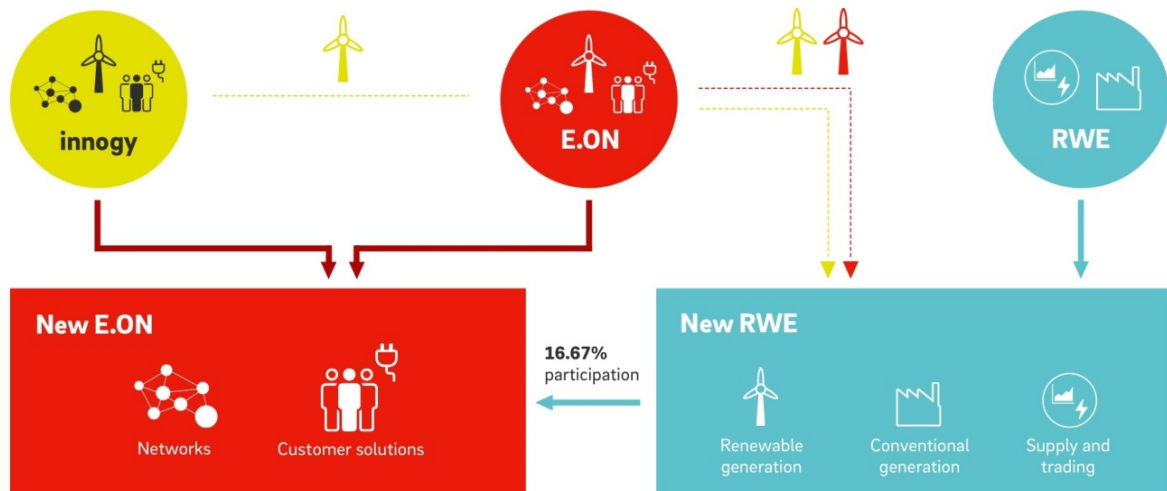 innogy
E.ON
RWE
New E.ON
Networks
Customer solutions
16.67%
participation
New RWE
Renewable
generation
Conventional
generation
Supply and
trading